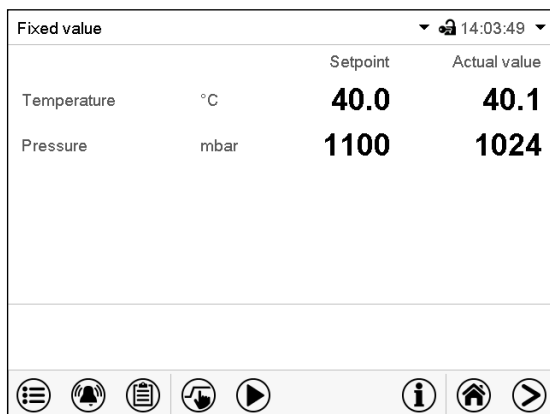 Fixed value 14:03:49
Setpoint Actual value
Temperature °C 40.0 40.1
Pressure mbar 1100 1024